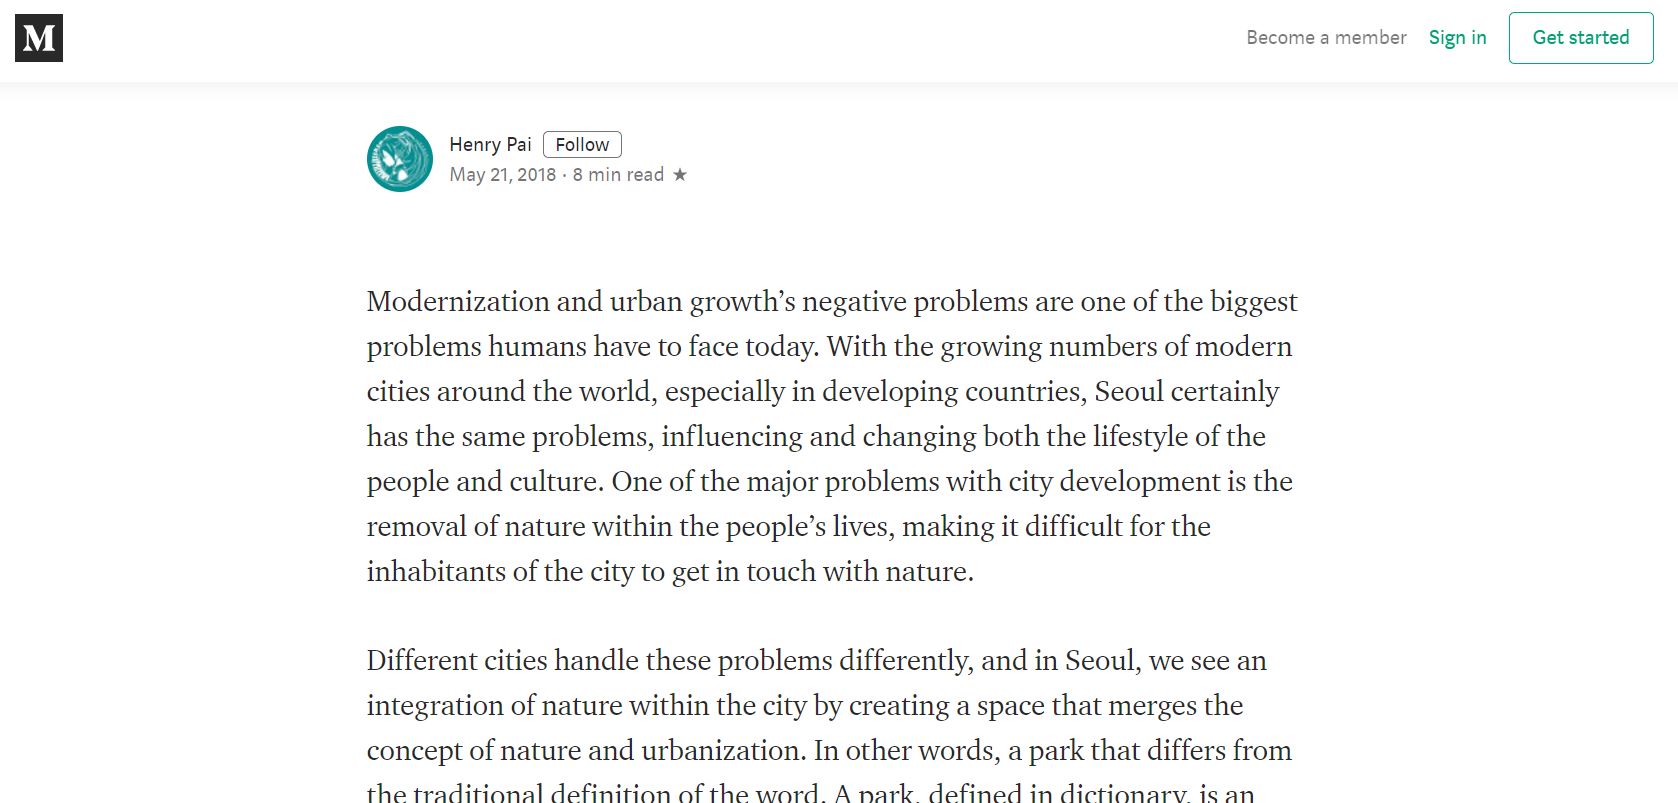 M
Become a member
Sign in
Get started
Henry Pai
Follow
May 21, 2018 · 8 min read ★
Modernization and urban growth’s negative problems are one of the biggest
problems humans have to face today. With the growing numbers of modern
cities around the world, especially in developing countries, Seoul certainly
has the same problems, influencing and changing both the lifestyle of the
people and culture. One of the major problems with city development is the
removal of nature within the people’s lives, making it difficult for the
inhabitants of the city to get in touch with nature.
Different cities handle these problems differently, and in Seoul, we see an
integration of nature within the city by creating a space that merges the
concept of nature and urbanization. In other words, a park that differs from
the traditional definition of the word. A park, defined in dictionary, is an